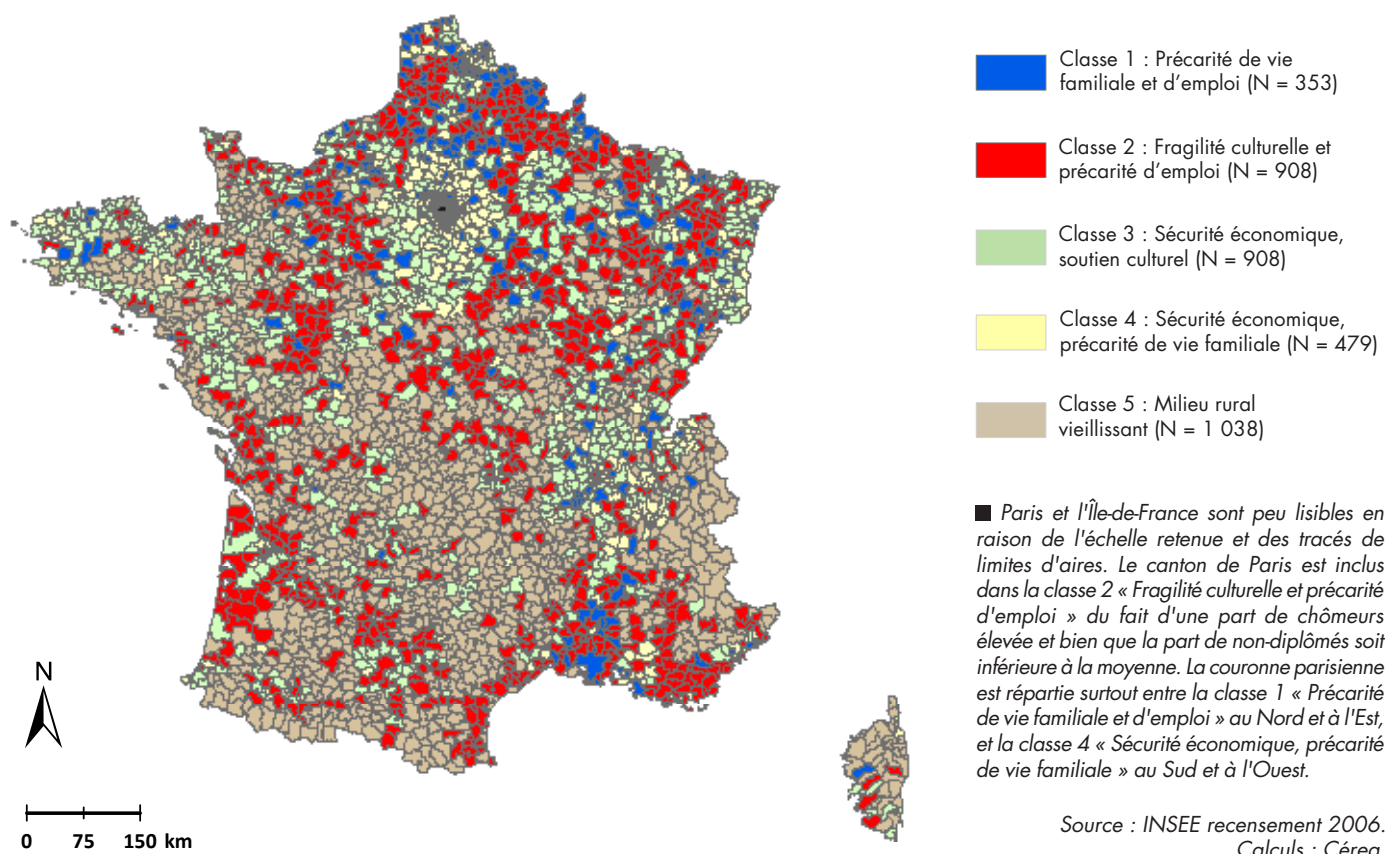 Classe 1 : Précarité de vie
familiale et d'emploi (N = 353)
Classe 2 : Fragilité culturelle et
précarité d'emploi (N = 908)
Classe 3 : Sécurité économique,
soutien culturel (N = 908)
Classe 4 : Sécurité économique,
précarité de vie familiale (N = 479)
Classe 5 : Milieu rural
vieillissant (N = 1 038)
Paris et l'Île-de-France sont peu lisibles en
raison de l'échelle retenue et des tracés de
limites d'aires. Le canton de Paris est inclus
dans la classe 2 « Fragilité culturelle et précarité
d'emploi » du fait d'une part de chômeurs
élevée et bien que la part de non-diplômés soit
inférieure à la moyenne. La couronne parisienne
est répartie surtout entre la classe 1 « Précarité
de vie familiale et d'emploi » au Nord et à l'Est,
et la classe 4 « Sécurité économique, précarité
de vie familiale » au Sud et à l'Ouest.
Source : INSEE recensement 2006.
Calculs : Céreq.
N
0 75 150 km